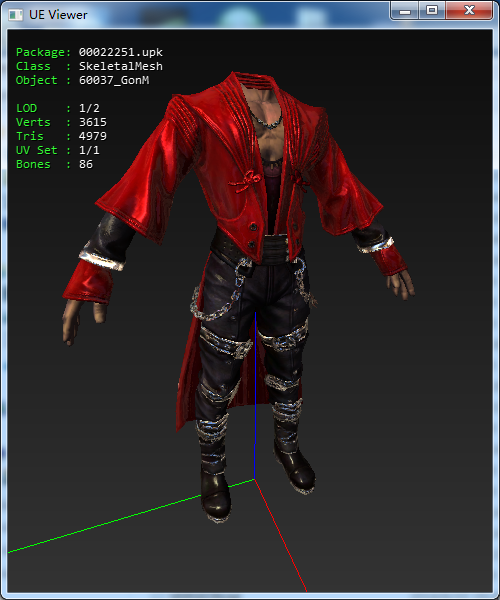 UE Viewer
Package: 00022251.upk
Class : SkeletalMesh
Object : 60037_GonM
LOD : 1/2
Verts : 3615
Tris : 4979
UV Set : 1/1
Bones : 86